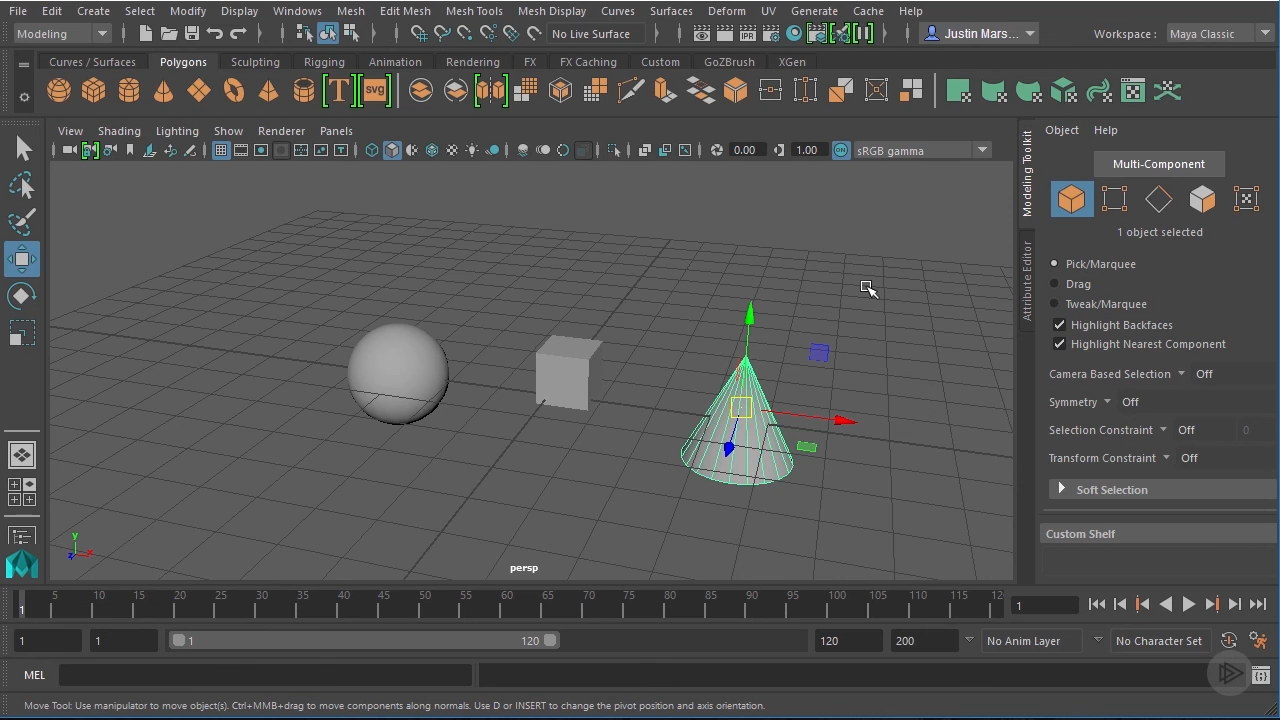 File Edit Create Select Modify Display Windows Mesh Edit Mesh Mesh Tools Mesh Display Curves Surfaces Deform UV Generate Cache Help
Modeling No Live Surface Justin Mars... Workspace : Maya Classic
Curves / Surfaces Polygons Sculpting Rigging Animation Rendering FX FX Caching Custom GoZBrush XGen
T svg
View Shading Lighting Show Renderer Panels
0.00 1.00 ON sRGB gamma
Object Help
Modeling Toolkit
Attribute Editor
Multi-Component
1 object selected
Pick/Marquee
Drag
Tweak/Marquee
Highlight Backfaces
Highlight Nearest Component
Camera Based Selection Off
Symmetry Off
Selection Constraint Off 0
Transform Constraint Off
Soft Selection
Custom Shelf
y
z x
persp
1 5 10 15 20 25 30 35 40 45 50 55 60 65 70 75 80 85 90 95 100 105 110 115 12 1
1 1 1 120 120 200 No Anim Layer No Character Set
MEL
Move Tool: Use manipulator to move object(s). Ctrl+MMB+drag to move components along normals. Use D or INSERT to change the pivot position and axis orientation.